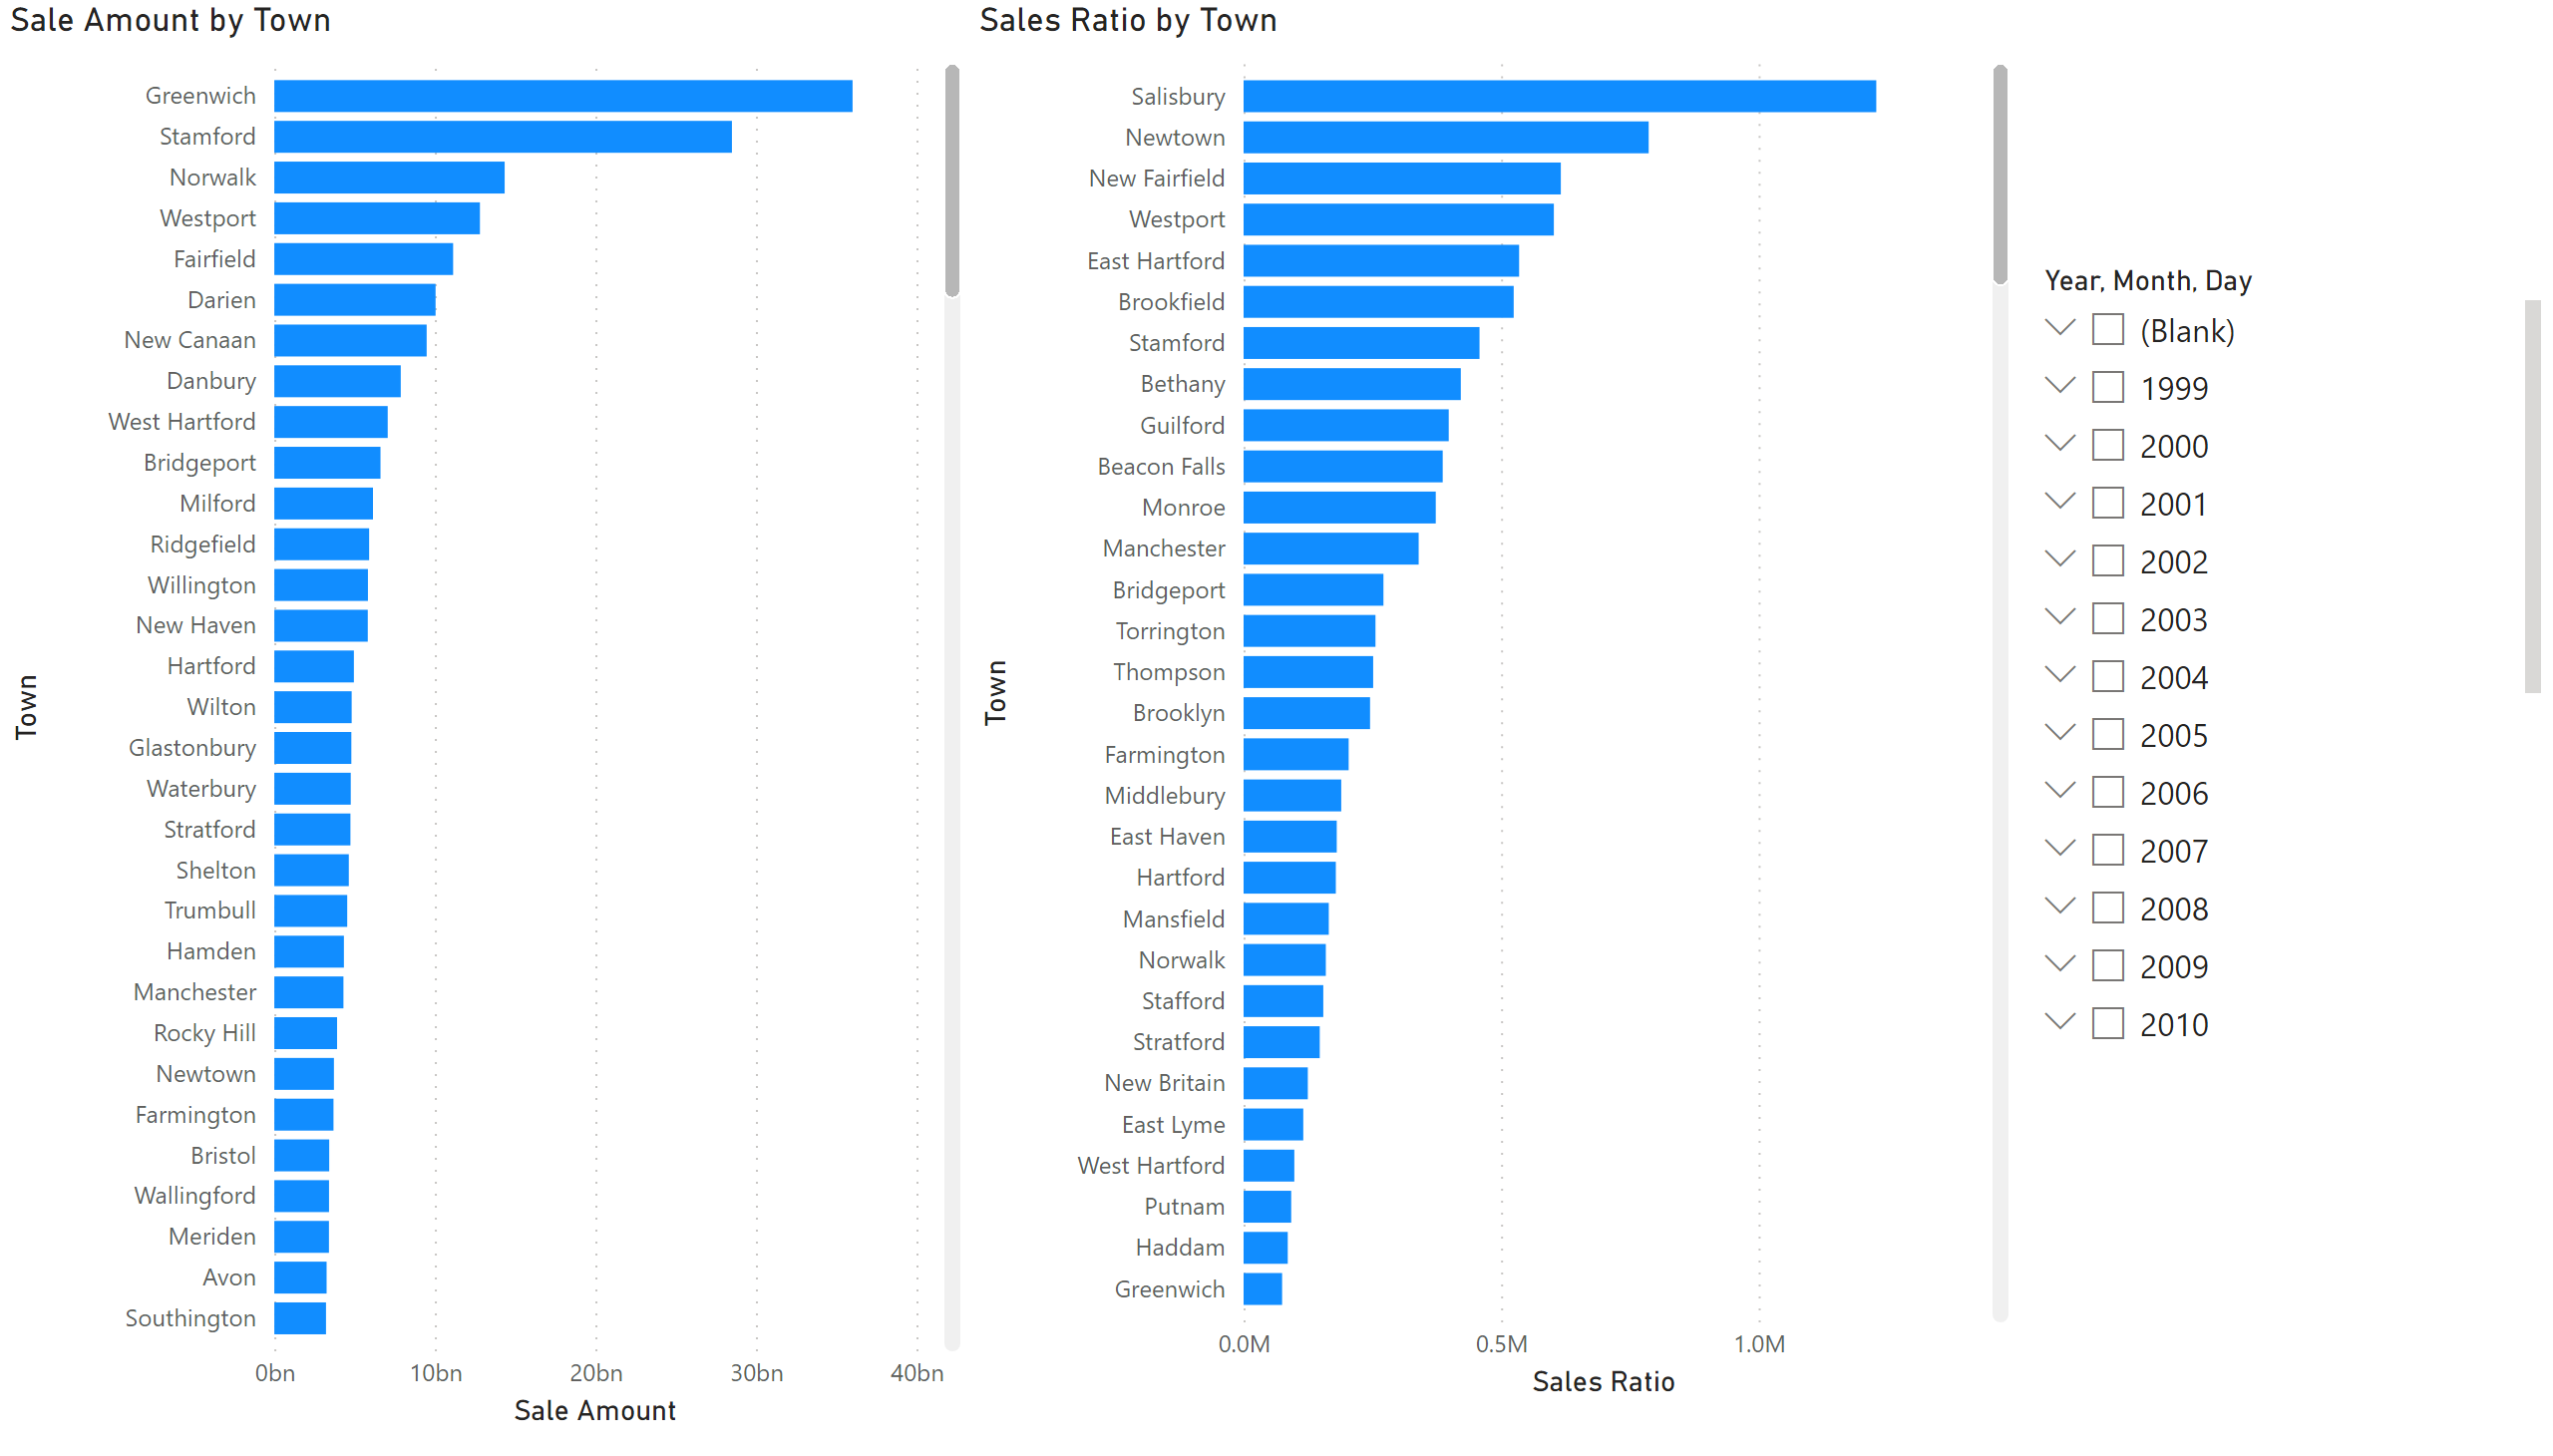 Sale Amount by Town
Greenwich
Stamford
Norwalk
Westport
Fairfield
Darien
New Canaan
Danbury
West Hartford
Bridgeport
Milford
Ridgefield
Willington
New Haven
Hartford
Wilton
Glastonbury
Waterbury
Stratford
Shelton
Trumbull
Hamden
Manchester
Rocky Hill
Newtown
Farmington
Bristol
Wallingford
Meriden
Avon
Southington
Town
0bn 10bn 20bn 30bn 40bn
Sale Amount
Sales Ratio by Town
Salisbury
Newtown
New Fairfield
Westport
East Hartford
Brookfield
Stamford
Bethany
Guilford
Beacon Falls
Monroe
Manchester
Bridgeport
Torrington
Thompson
Brooklyn
Farmington
Middlebury
East Haven
Hartford
Mansfield
Norwalk
Stafford
Stratford
New Britain
East Lyme
West Hartford
Putnam
Haddam
Greenwich
Town
0.0M 0.5M 1.0M
Sales Ratio
Year, Month, Day
(Blank)
1999
2000
2001
2002
2003
2004
2005
2006
2007
2008
2009
2010